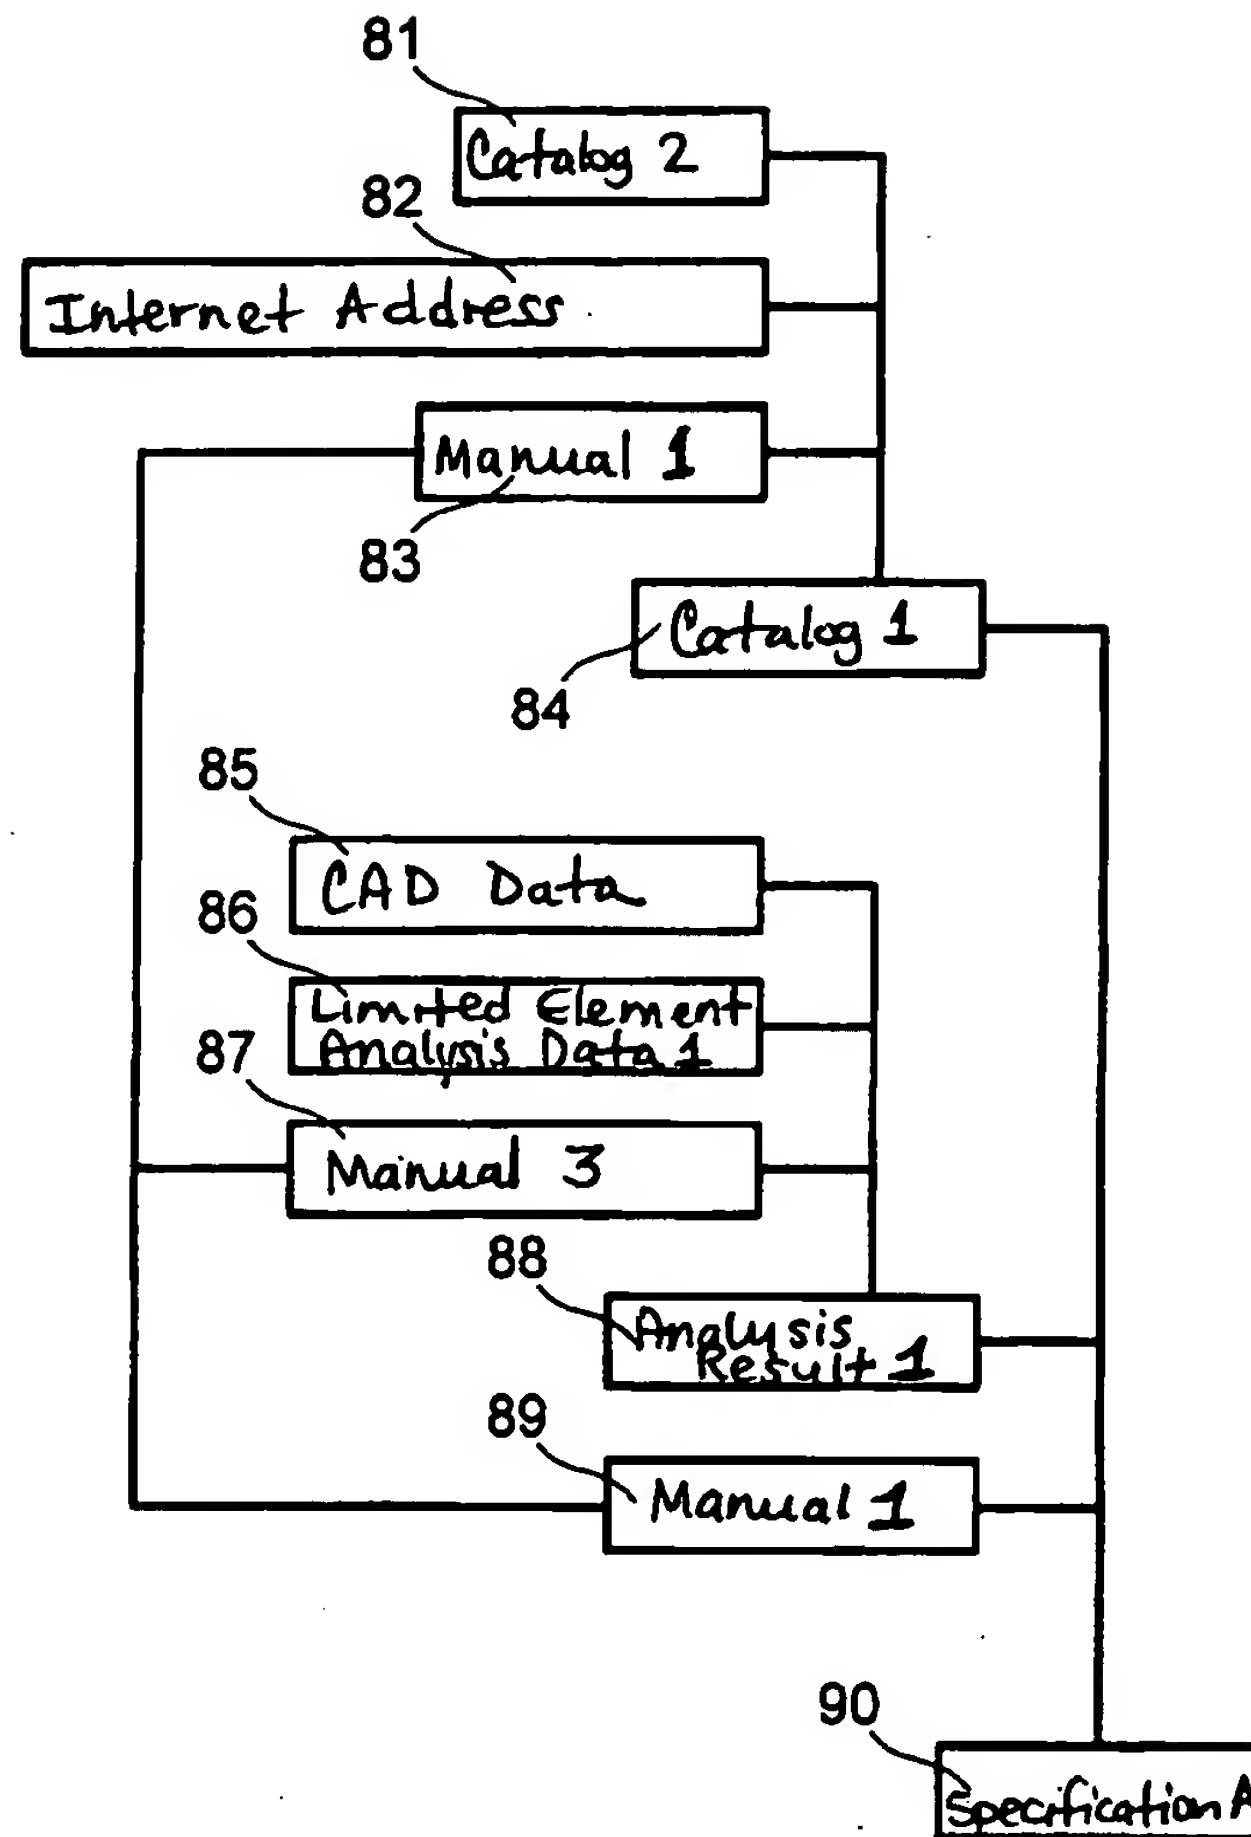 81
Catalog 2
82
Internet Address
Manual 1
83
Catalog 1
84
85
CAD Data
86
Limited Element
Analysis Data 1
87
Manual 3
88
Analysis
Result 1
89
Manual 1
90
Specification A